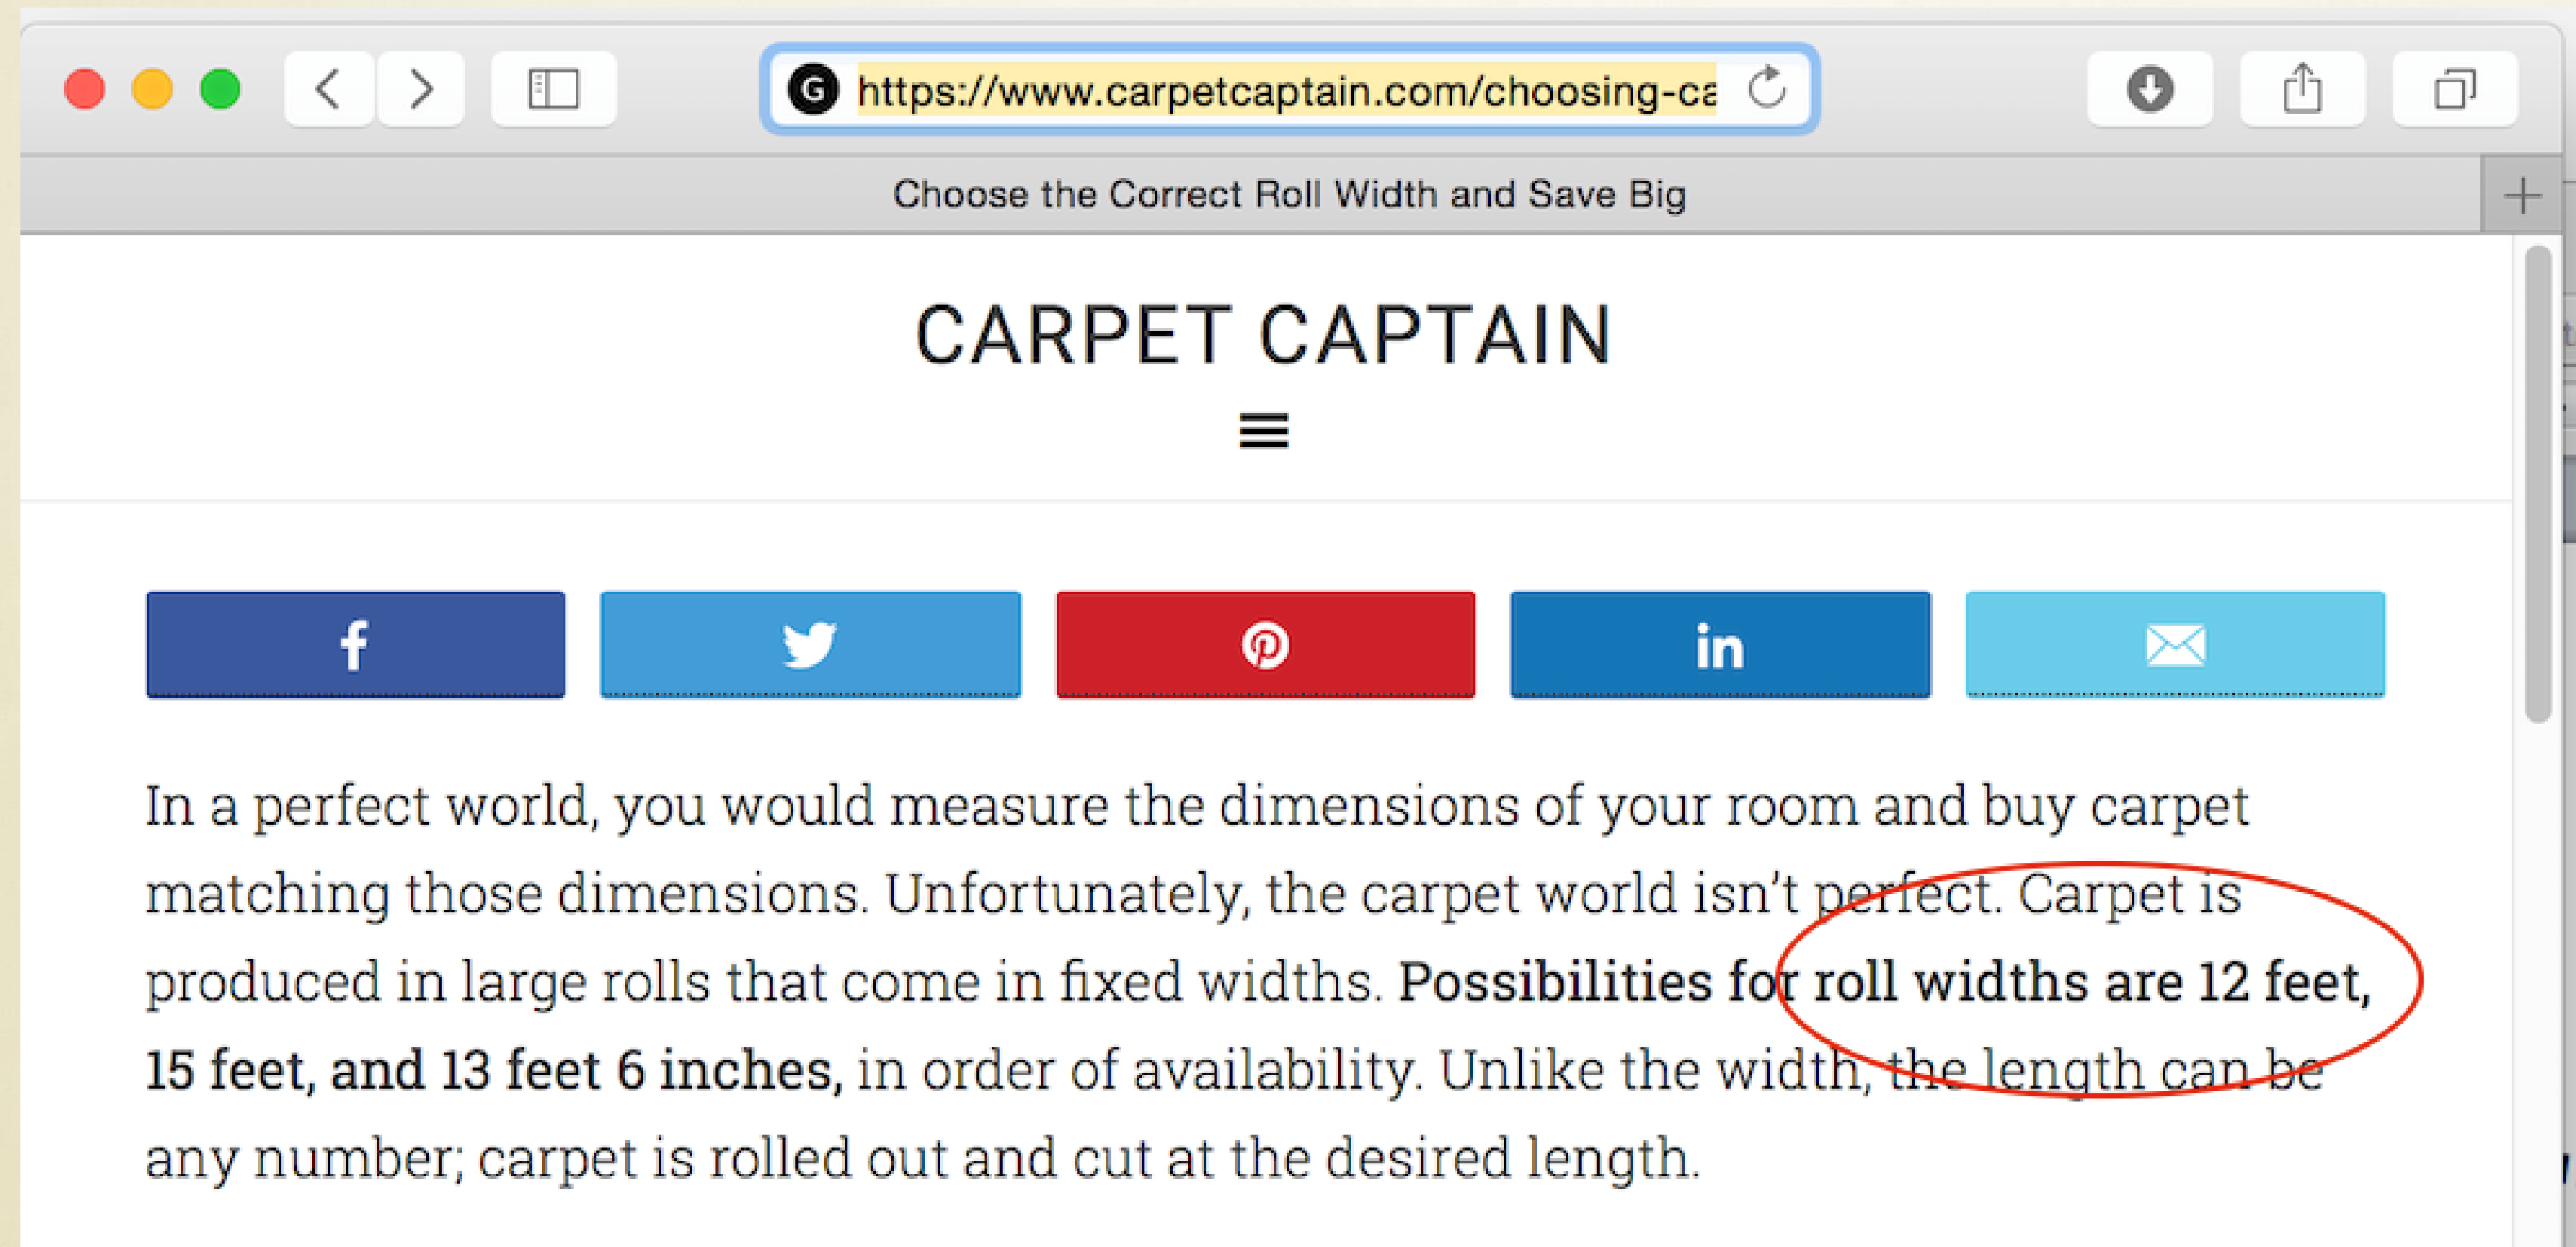 https://www.carpetcaptain.com/choosing-ca
Choose the Correct Roll Width and Save Big
CARPET CAPTAIN
In a perfect world, you would measure the dimensions of your room and buy carpet
matching those dimensions. Unfortunately, the carpet world isn’t perfect. Carpet is
produced in large rolls that come in fixed widths. Possibilities for roll widths are 12 feet,
15 feet, and 13 feet 6 inches, in order of availability. Unlike the width, the length can be
any number; carpet is rolled out and cut at the desired length.